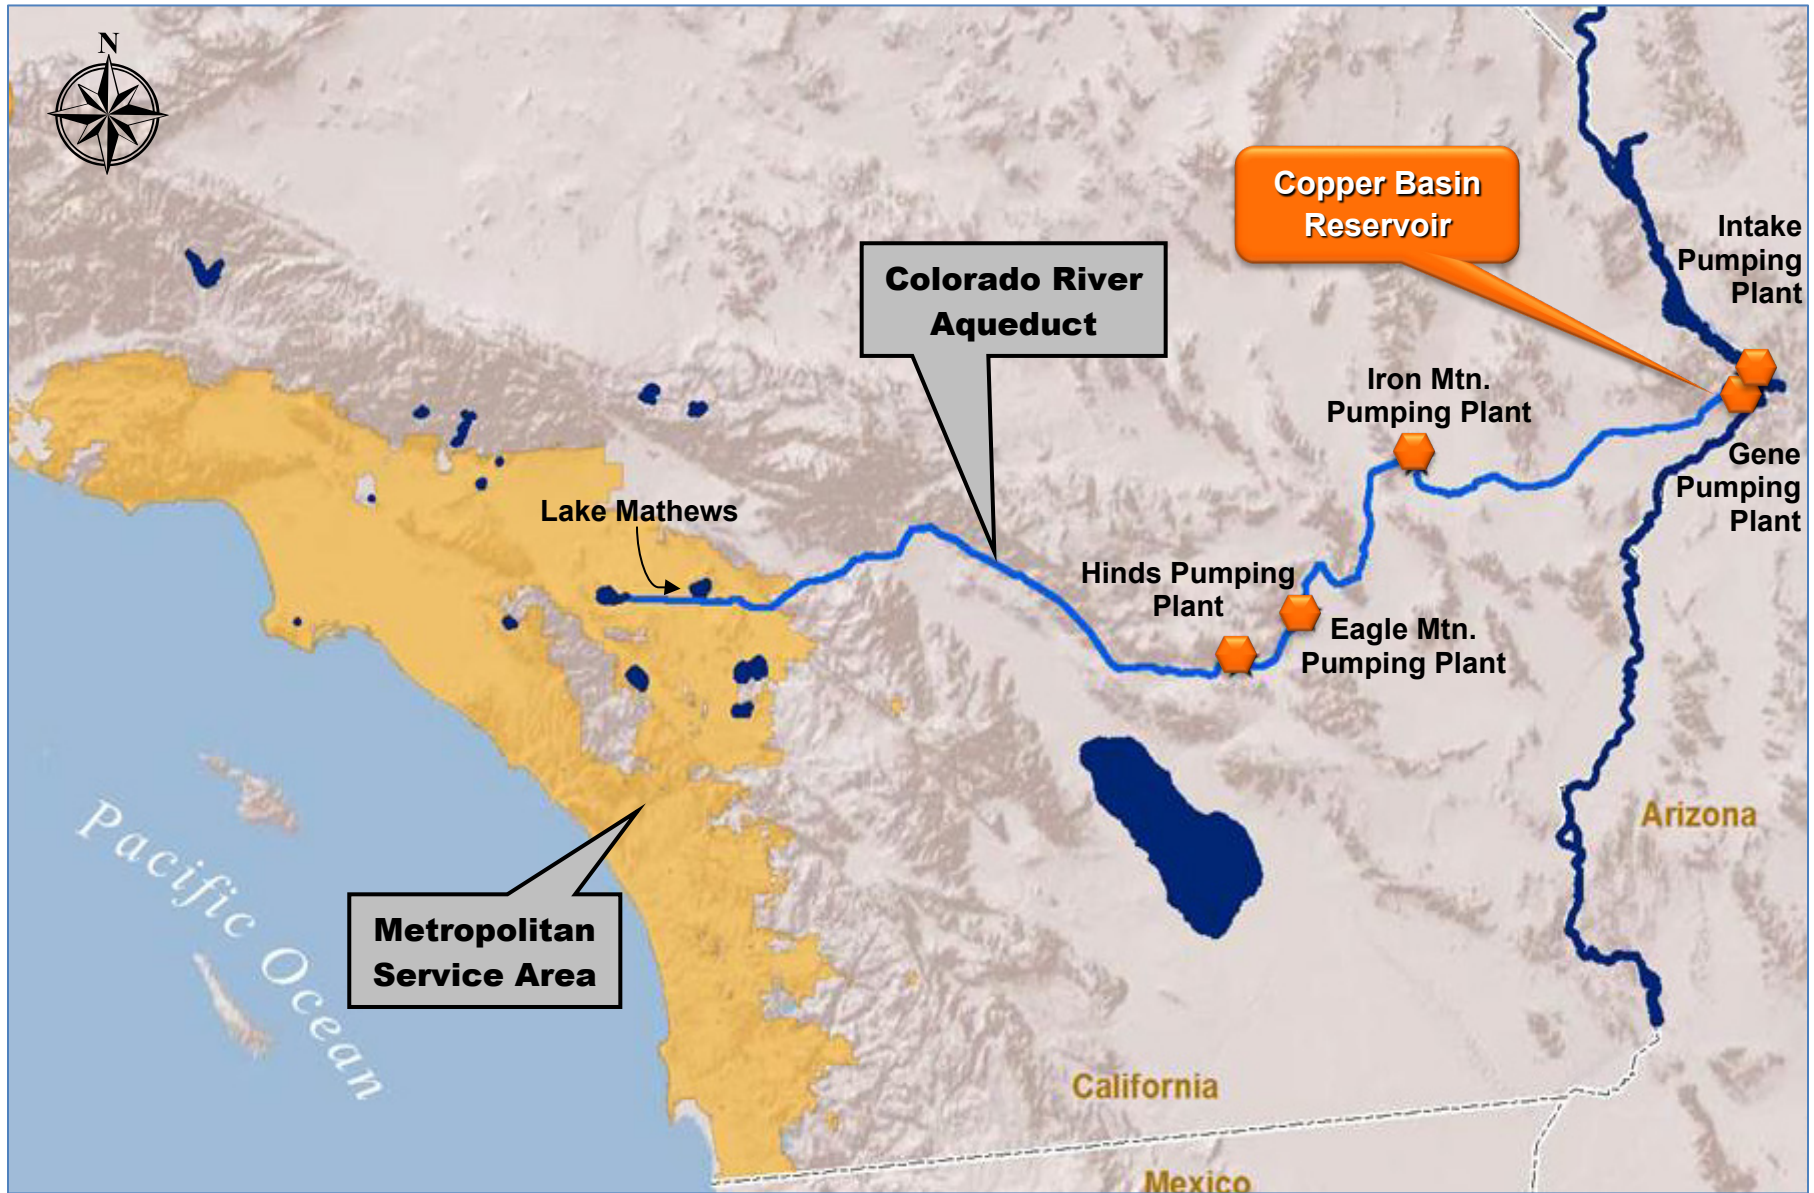 N
Copper Basin
Reservoir
Intake
Pumping
Plant
Colorado River
Aqueduct
Iron Mtn.
Pumping Plant
Gene
Pumping
Plant
Lake Mathews
Hinds Pumping
Plant
Eagle Mtn.
Pumping Plant
Arizona
Pacific Ocean
Metropolitan
Service Area
California
Mexico